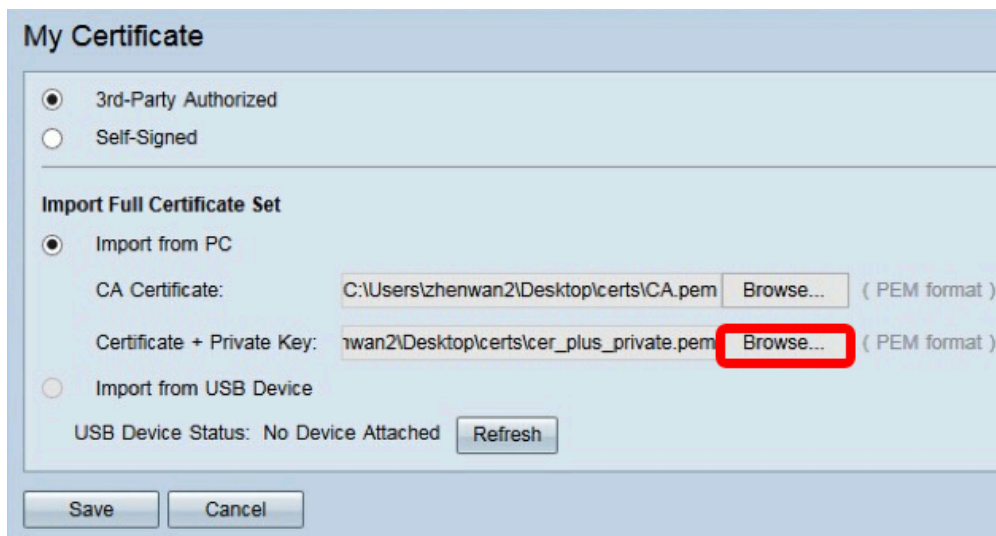 My Certificate
3rd-Party Authorized
Self-Signed
Import Full Certificate Set
Import from PC
CA Certificate: C:\Users\zhenwan2\Desktop\certs\CA.pem Browse... ( PEM format )
Certificate + Private Key: nwan2\Desktop\certs\cer_plus_private.pem Browse... ( PEM format )
Import from USB Device
USB Device Status: No Device Attached Refresh
Save Cancel